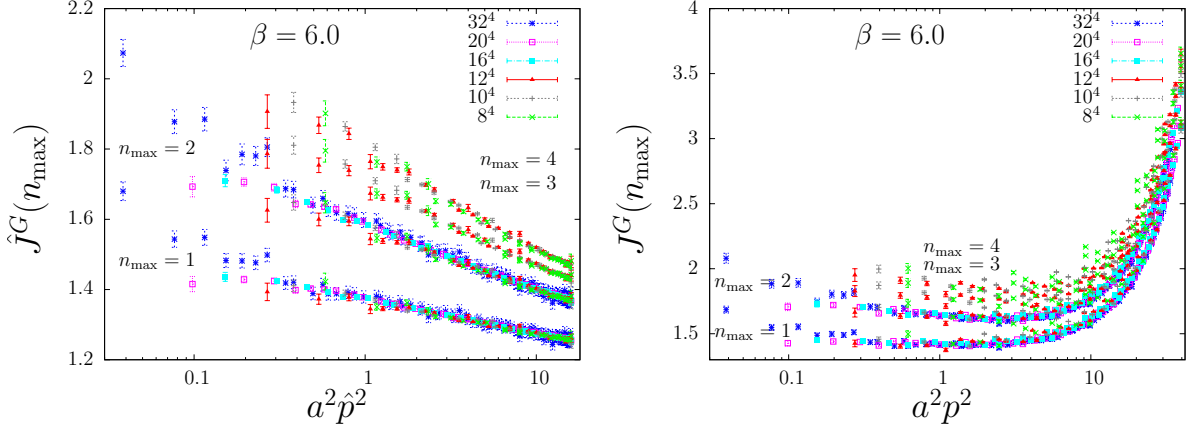 2.2
2
1.8
1.6
1.4
1.2
Ĵ^G(n_max)
β = 6.0
32⁴
20⁴
16⁴
12⁴
10⁴
8⁴
n_max = 2
n_max = 4
n_max = 3
n_max = 1
0.1 1 10
a²p̂²
4
3.5
3
2.5
2
1.5
J^G(n_max)
β = 6.0
32⁴
20⁴
16⁴
12⁴
10⁴
8⁴
n_max = 4
n_max = 3
n_max = 2
n_max = 1
0.1 1 10
a²p²